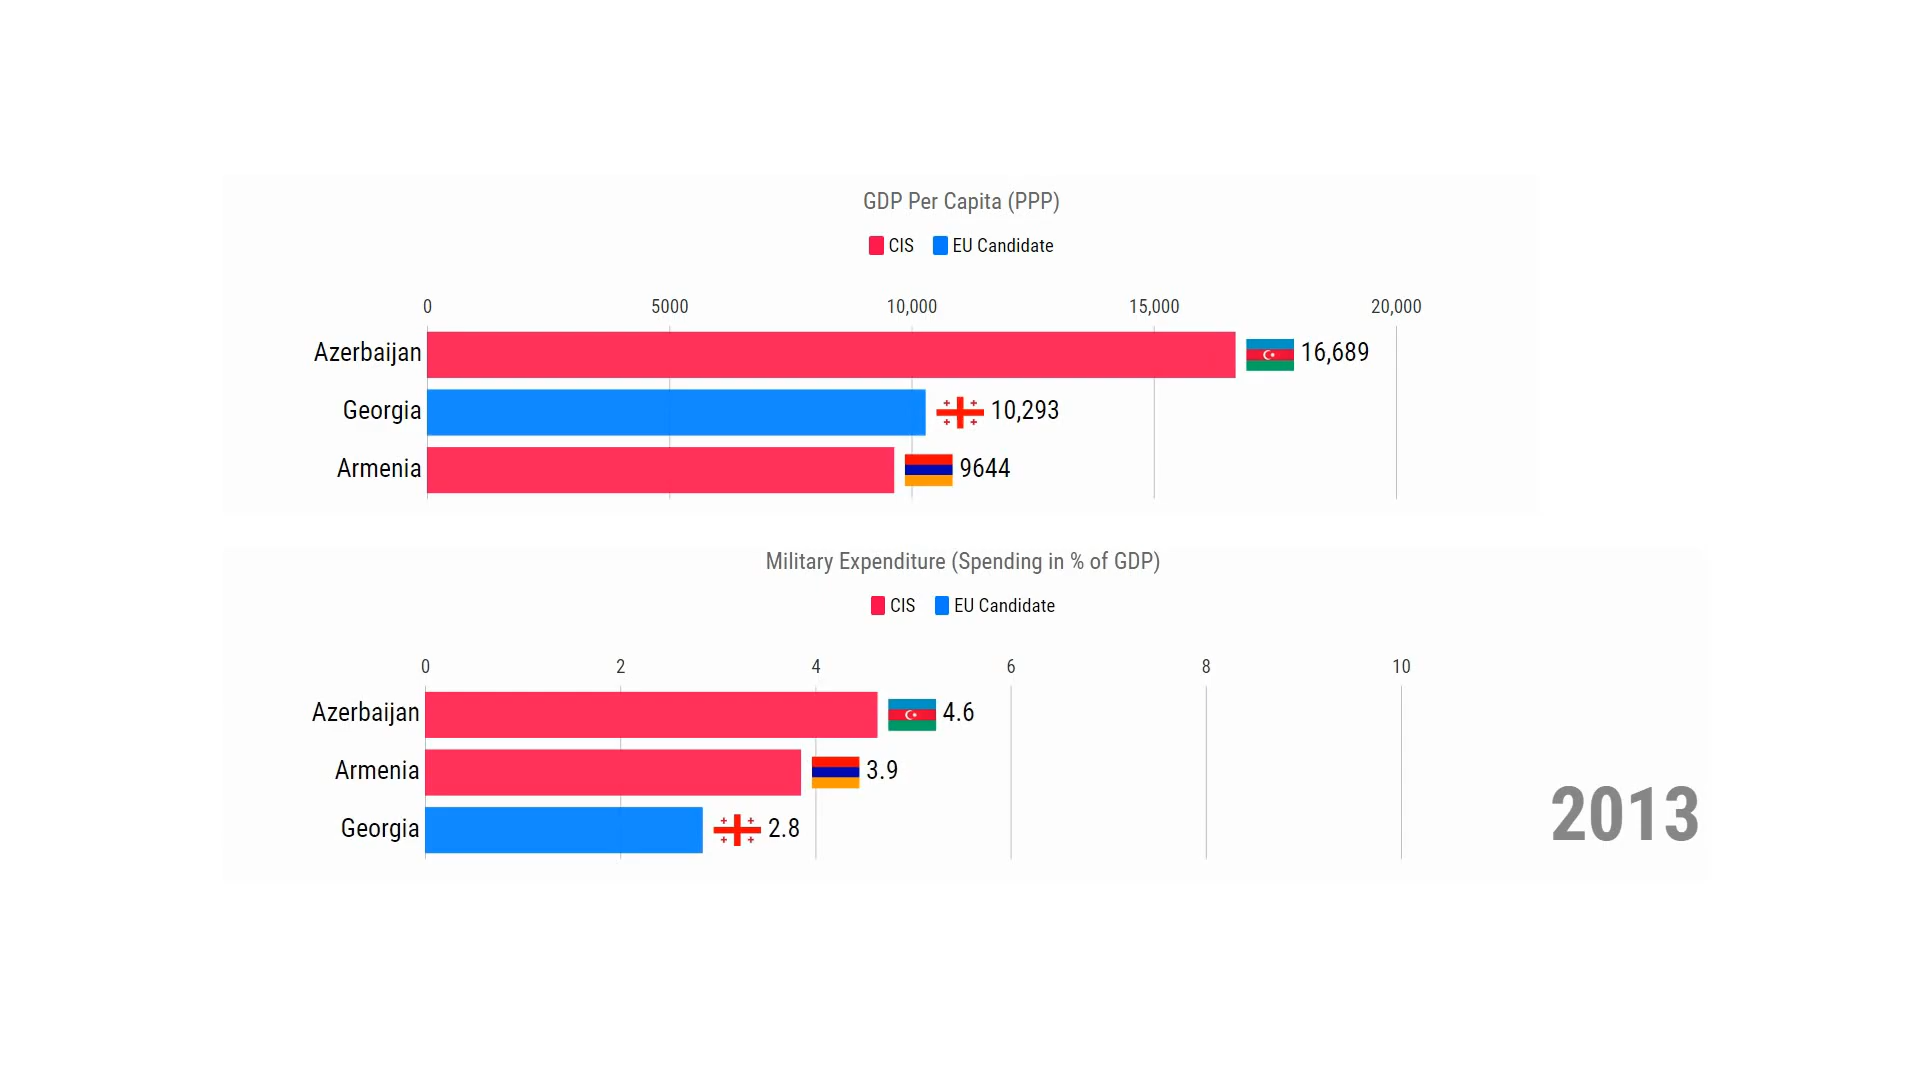 GDP Per Capita (PPP)
CIS EU Candidate
0 5000 10,000 15,000 20,000
Azerbaijan 16,689
Georgia 10,293
Armenia 9644
Military Expenditure (Spending in % of GDP)
CIS EU Candidate
0 2 4 6 8 10
Azerbaijan 4.6
Armenia 3.9
Georgia 2.8
2013